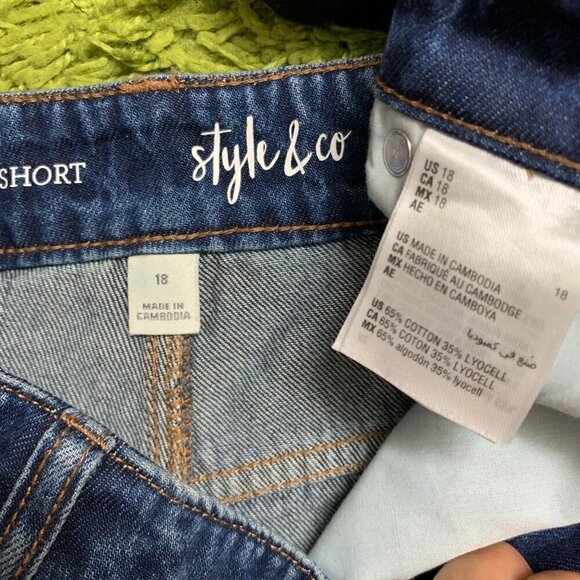 SHORT
style & co
18
MADE IN
CAMBODIA
US 18
CA 18
MX 18
AE
US MADE IN CAMBODIA 18
CA FABRIQUÉ AU CAMBODGE
MX HECHO EN CAMBOYA
AE
صنع في كمبوديا
US 65% COTTON 35% LYOCELL
CA 65% COTON 35% LYOCELL
MX 65% algodón 35% lyocell